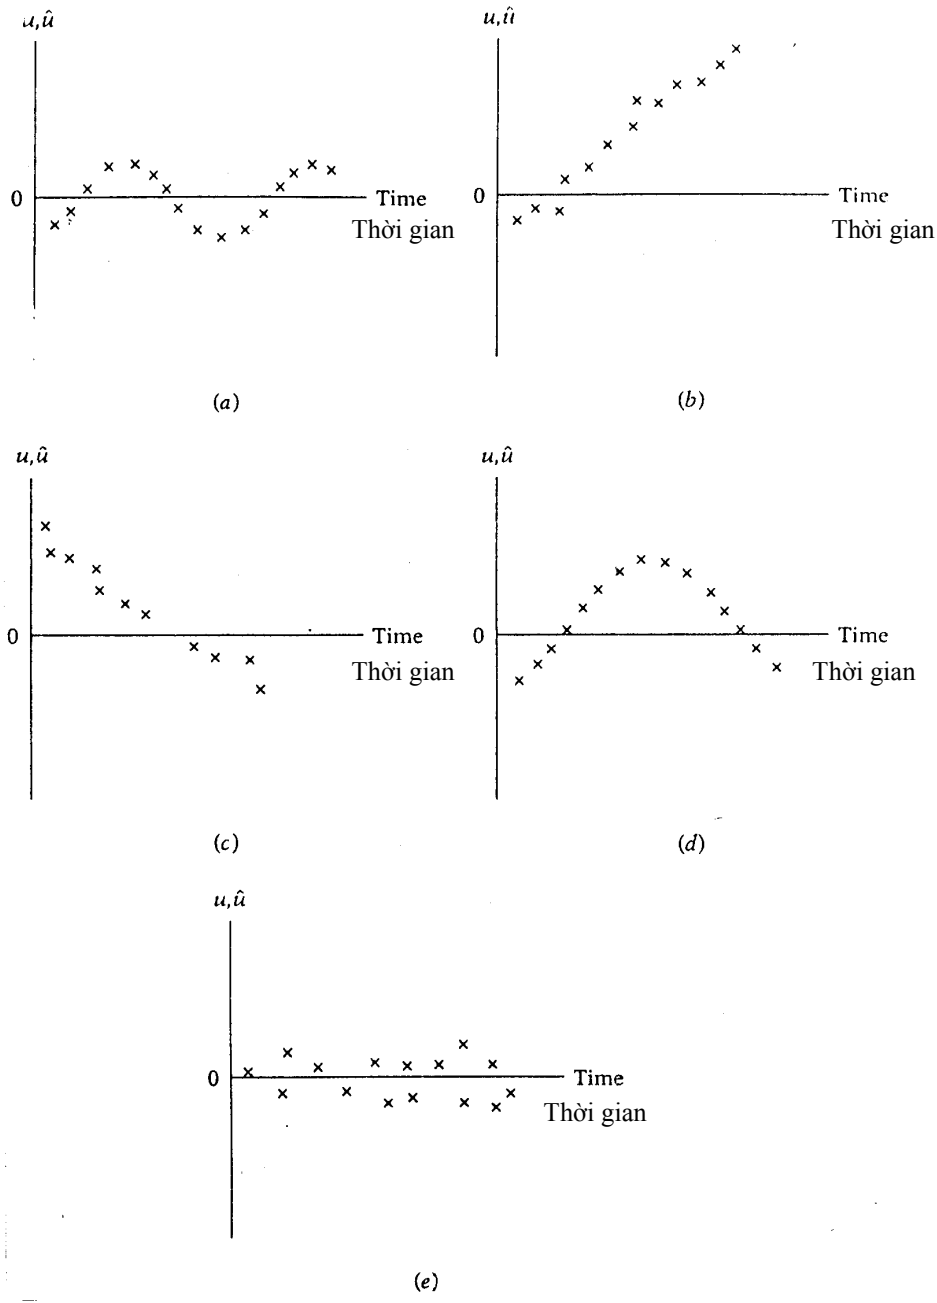 u,û
0
Time
Thời gian
(a)
u,û
0
Time
Thời gian
(b)
u,û
0
Time
Thời gian
(c)
u,û
0
Time
Thời gian
(d)
u,û
0
Time
Thời gian
(e)